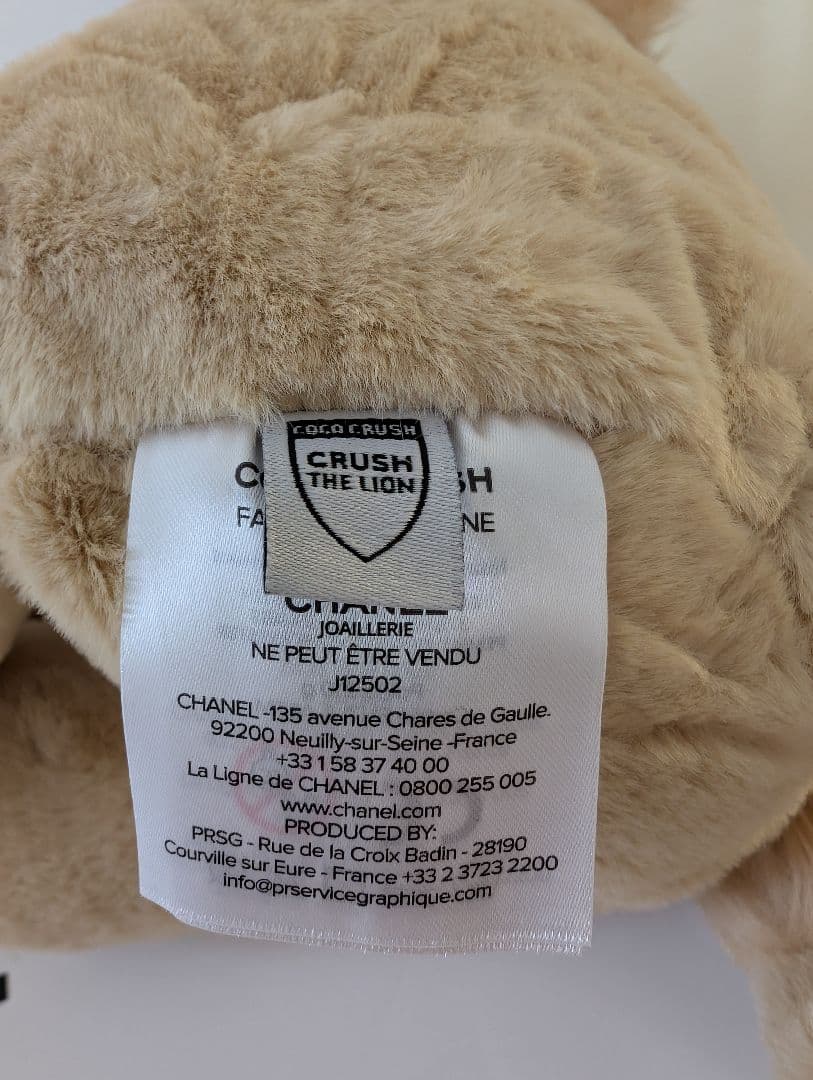 COCO CRUSH
CRUSH
THE LION
JOAILLERIE
NE PEUT ÊTRE VENDU
J12502
CHANEL -135 avenue Chares de Gaulle.
92200 Neuilly-sur-Seine -France
+33 1 58 37 40 00
La Ligne de CHANEL : 0800 255 005
www.chanel.com
PRODUCED BY:
PRSG - Rue de la Croix Badin - 28190
Courville sur Eure - France +33 2 3723 2200
info@prservicegraphique.com